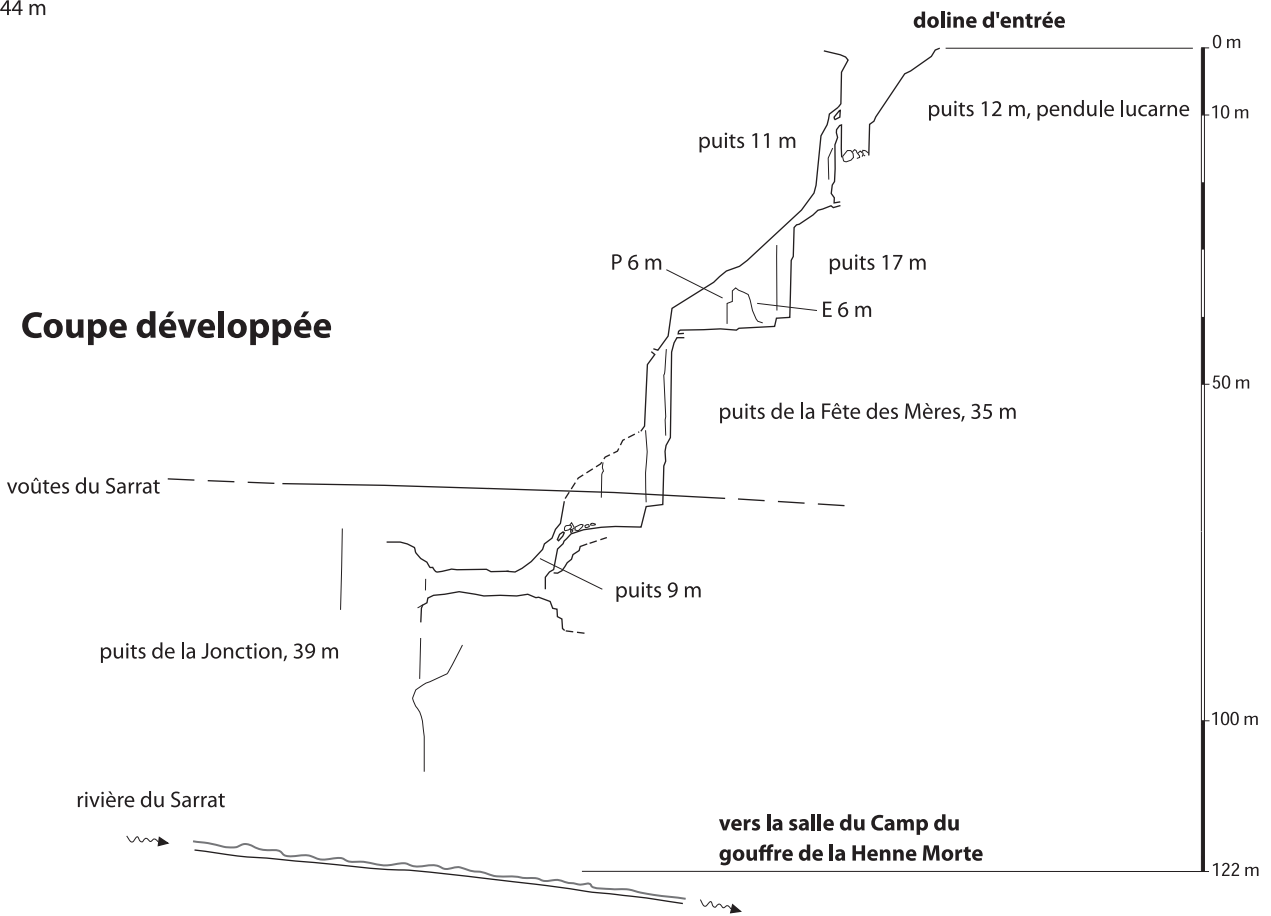 44 m
doline d'entrée
0 m
puits 12 m, pendule lucarne
10 m
puits 11 m
P 6 m
puits 17 m
E 6 m
Coupe développée
50 m
puits de la Fête des Mères, 35 m
voûtes du Sarrat
puits 9 m
puits de la Jonction, 39 m
100 m
rivière du Sarrat
vers la salle du Camp du
gouffre de la Henne Morte
122 m